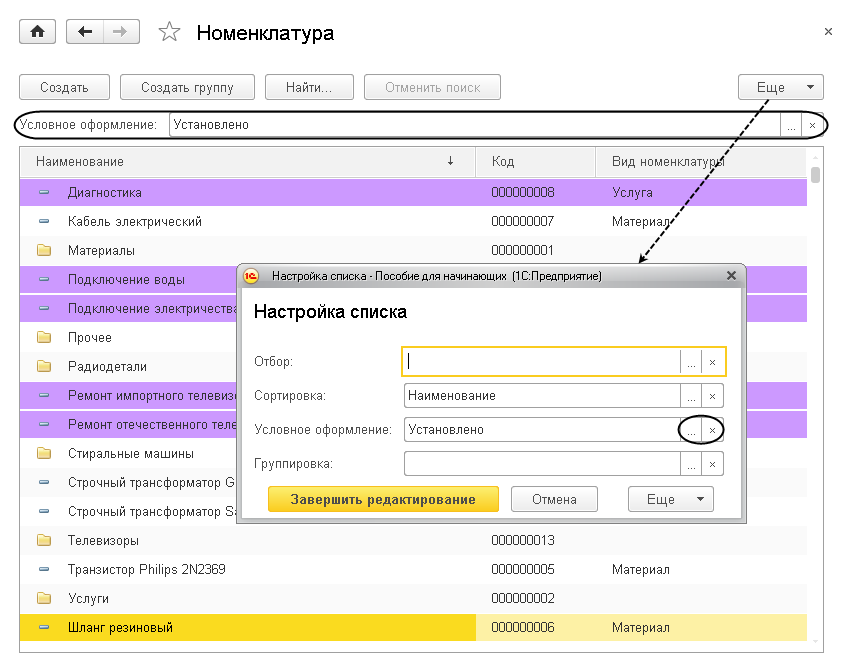 Номенклатура
Создать Создать группу Найти... Отменить поиск Еще
Условное оформление: Установлено ... ×
Наименование ↓ Код Вид номенклатуры
Диагностика 000000008 Услуга
Кабель электрический 000000007 Материал
Материалы 000000001
Подключение воды
Подключение электричества
Прочее
Радиодетали
Ремонт импортного телевизо
Ремонт отечественного теле
Стиральные машины
Строчный трансформатор G
Строчный трансформатор Sa
Телевизоры 000000013
Транзистор Philips 2N2369 000000005 Материал
Услуги 000000002
Шланг резиновый 000000006 Материал
1С Настройка списка - Пособие для начинающих (1С:Предприятие)
Настройка списка
Отбор: ... ×
Сортировка: Наименование ... ×
Условное оформление: Установлено ... ×
Группировка: ... ×
Завершить редактирование Отмена Еще